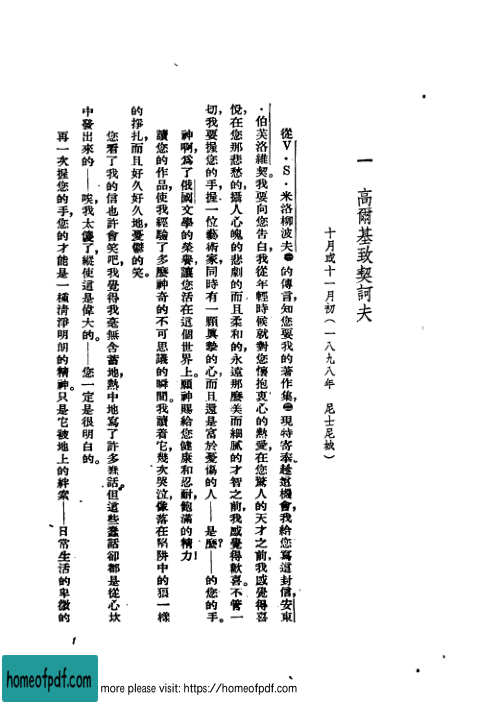 一　高爾基致契訶夫
十月或十一月初(一八九八年　尼士尼城)
從V·S·米洛柳波夫㊀的傳言，知您要我的著作集，㊁現特寄奉趁這機會，我給您寫這封信，安東
·伯芙洛維契。我要向您告白，我從年輕時候就對您懷抱衷心的熱愛，在您驚人的天才之前，我感覺得喜
悅，在您那悲愁的，攝人心魄的悲劇的而且柔和的，永遠那麼美而細膩的才智之前，我感覺得歡喜。不管一
切，我要握您的手，握一位藝術家，同時有一顆真摯的心，而且還是富於憂傷的人——是麼？——的您的手。
神啊，爲了俄國文學的榮譽，讓您活在這個世界上。願神賜給您健康和忍耐，飽滿的精力！
讀您的作品，使我經驗了多麼神奇的不可思議的瞬間。我讀着它，幾次哭泣，像落在陷阱中的狼一樣
的掙扎，而且好久好久地憂鬱的笑。
您看了我的信也許會笑吧，我覺得我毫無含蓄地，熱中地寫了許多蠢話。但這些蠢話卻都是從心坎
中發出來的——唉，我太儍了，縱使這是偉大的。——您一定是很明白的。
再一次握您的手，您的才能是一種清淨明朗的精神。只是它被地上的絆索——日常生活的卑微的
1
homeofpdf.com
more please visit: https://homeofpdf.com